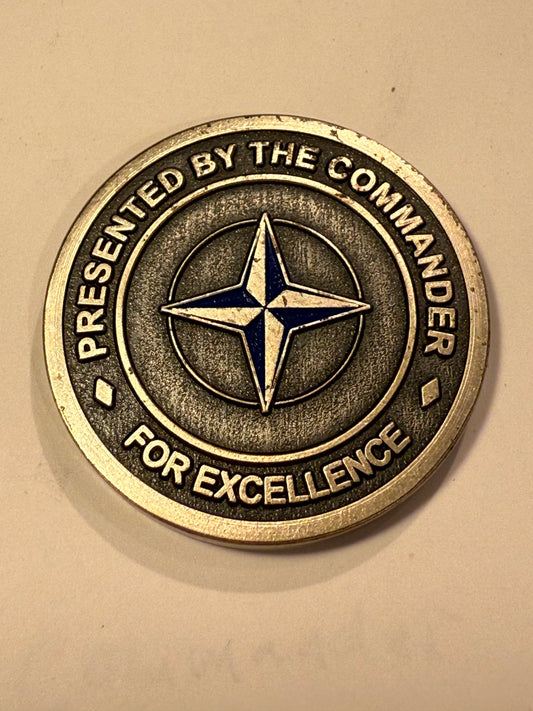 PRESENTED BY THE COMMANDER
FOR EXCELLENCE